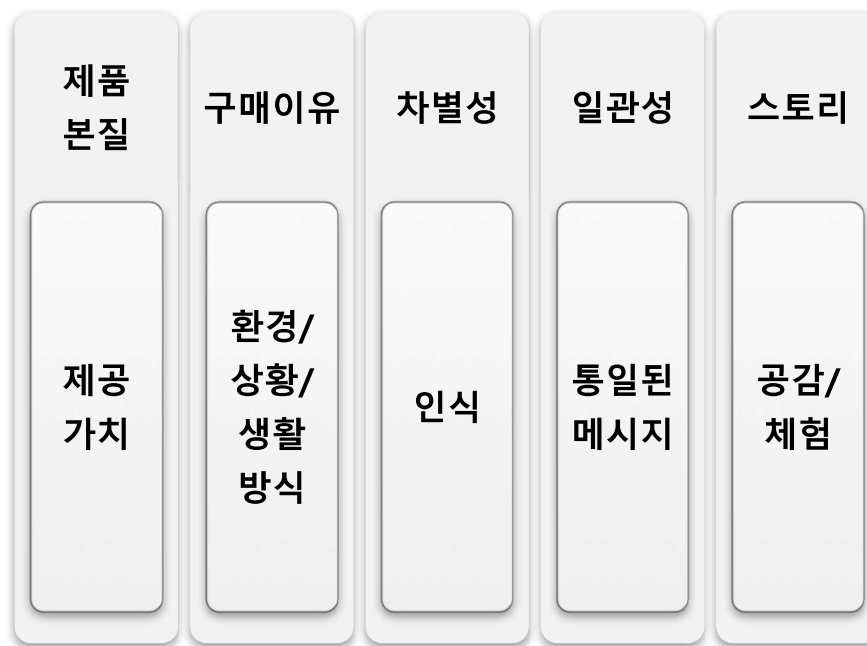 제품
본질
구매이유
차별성
일관성
스토리
제공
가치
환경/
상황/
생활
방식
인식
통일된
메시지
공감/
체험